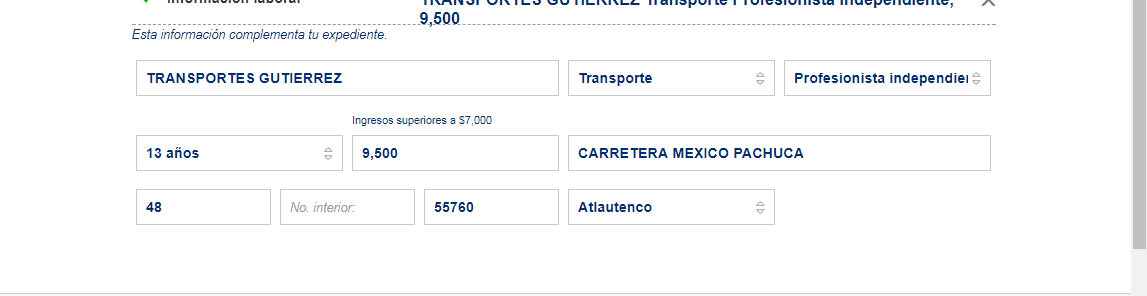 Información laboral
TRANSPORTES GUTIERREZ Transporte Profesionista independiente,
9,500
Esta información complementa tu expediente.
TRANSPORTES GUTIERREZ Transporte Profesionista independien
Ingresos superiores a $7,000
13 años 9,500 CARRETERA MEXICO PACHUCA
48 No. interior: 55760 Atlautenco